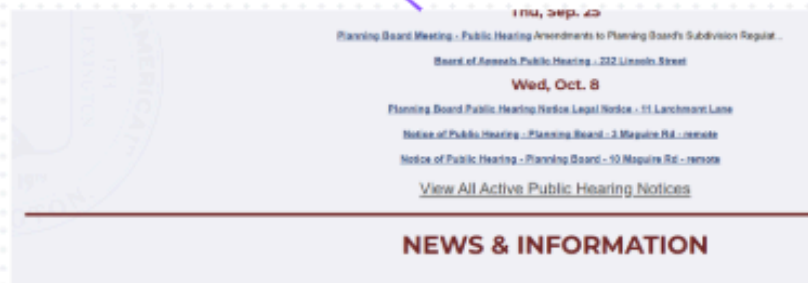 Thu, Sep. 25
Planning Board Meeting - Public Hearing Amendments to Planning Board's Subdivision Regulat...
Board of Appeals Public Hearing - 232 Lincoln Street
Wed, Oct. 8
Planning Board Public Hearing Notice Legal Notice - 11 Larchmont Lane
Notice of Public Hearing - Planning Board - 3 Maguire Rd - remote
Notice of Public Hearing - Planning Board - 10 Maguire Rd - remote
View All Active Public Hearing Notices
NEWS & INFORMATION